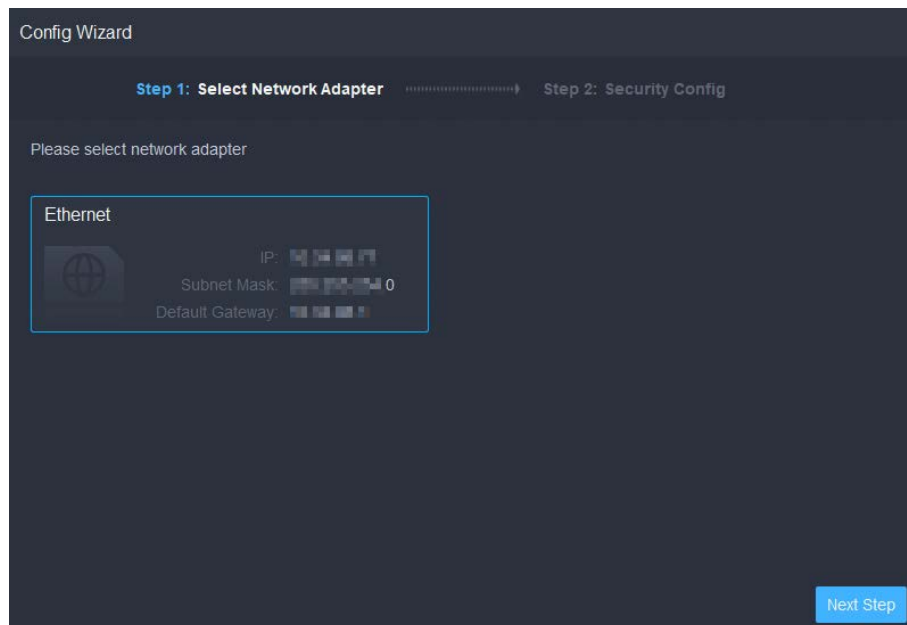 Config Wizard
Step 1: Select Network Adapter Step 2: Security Config
Please select network adapter
Ethernet
IP:
Subnet Mask: 0
Default Gateway:
Next Step